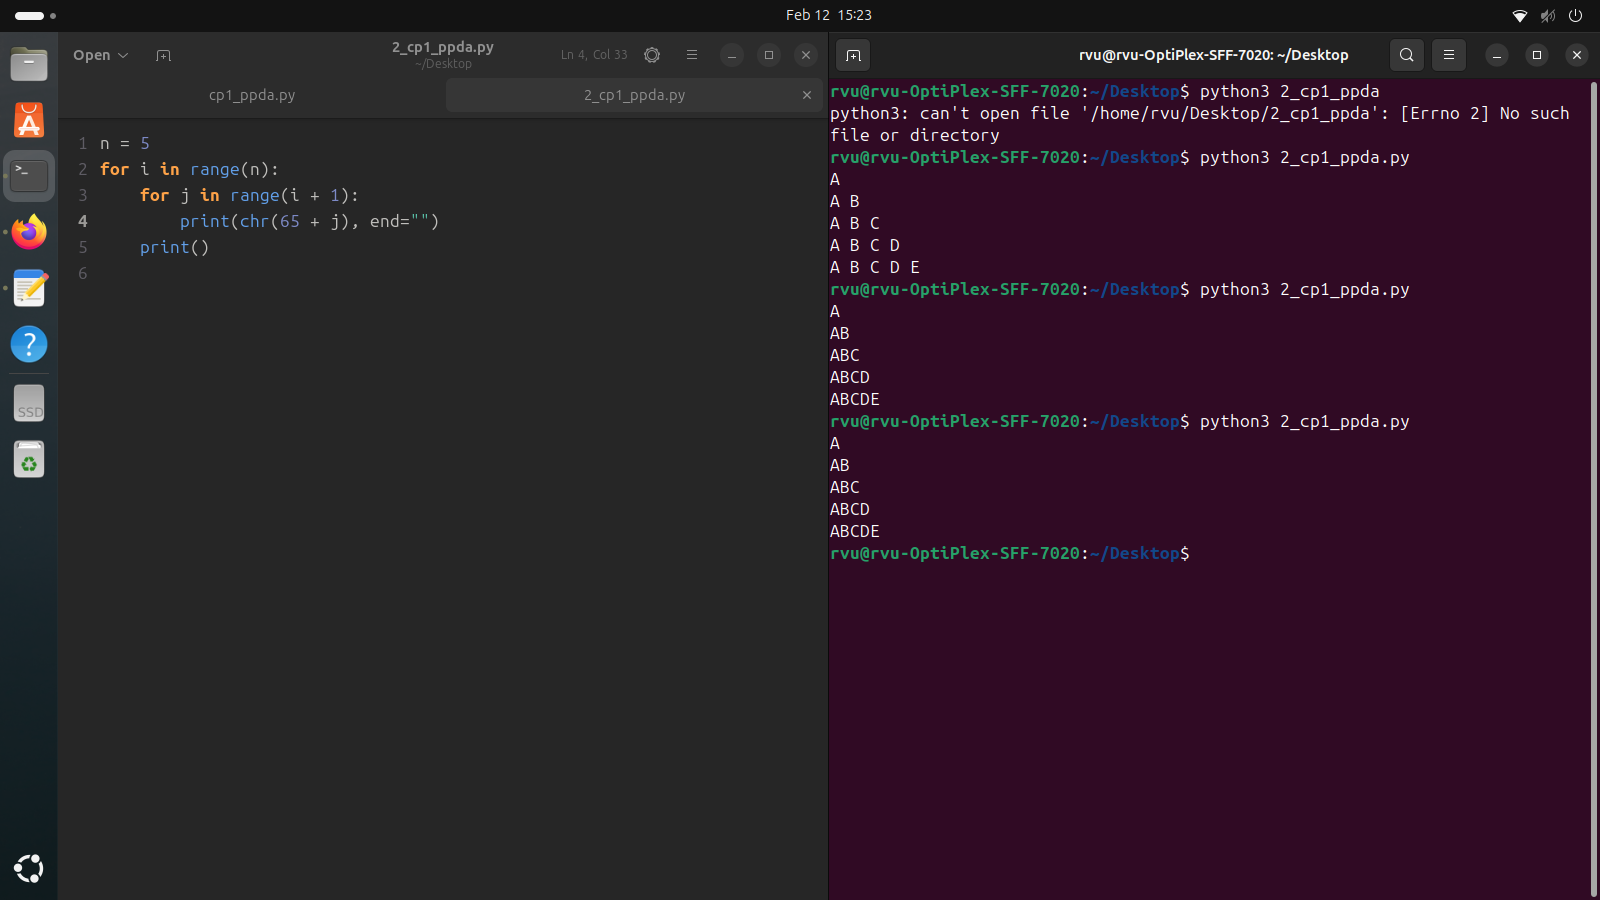 Feb 12 15:23
Open
2_cp1_ppda.py
~/Desktop
Ln 4, Col 33
cp1_ppda.py
2_cp1_ppda.py
1 n = 5
2 for i in range(n):
3     for j in range(i + 1):
4         print(chr(65 + j), end="")
5     print()
6
SSD
rvu@rvu-OptiPlex-SFF-7020: ~/Desktop
rvu@rvu-OptiPlex-SFF-7020:~/Desktop$ python3 2_cp1_ppda
python3: can't open file '/home/rvu/Desktop/2_cp1_ppda': [Errno 2] No such
file or directory
rvu@rvu-OptiPlex-SFF-7020:~/Desktop$ python3 2_cp1_ppda.py
A
A B
A B C
A B C D
A B C D E
rvu@rvu-OptiPlex-SFF-7020:~/Desktop$ python3 2_cp1_ppda.py
A
AB
ABC
ABCD
ABCDE
rvu@rvu-OptiPlex-SFF-7020:~/Desktop$ python3 2_cp1_ppda.py
A
AB
ABC
ABCD
ABCDE
rvu@rvu-OptiPlex-SFF-7020:~/Desktop$